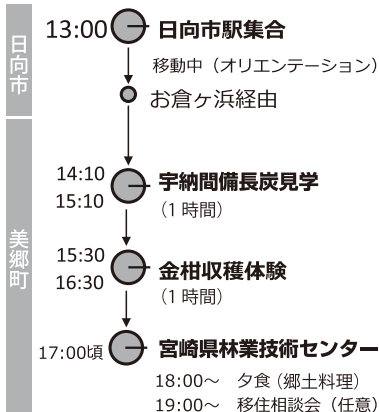 日向市
13:00 日向市駅集合
移動中（オリエンテーション）
お倉ヶ浜経由
美郷町
14:10
15:10
宇納間備長炭見学
（1 時間）
15:30
16:30
金柑収穫体験
（1 時間）
17:00頃 宮崎県林業技術センター
18:00～ 夕食（郷土料理）
19:00～ 移住相談会（任意）